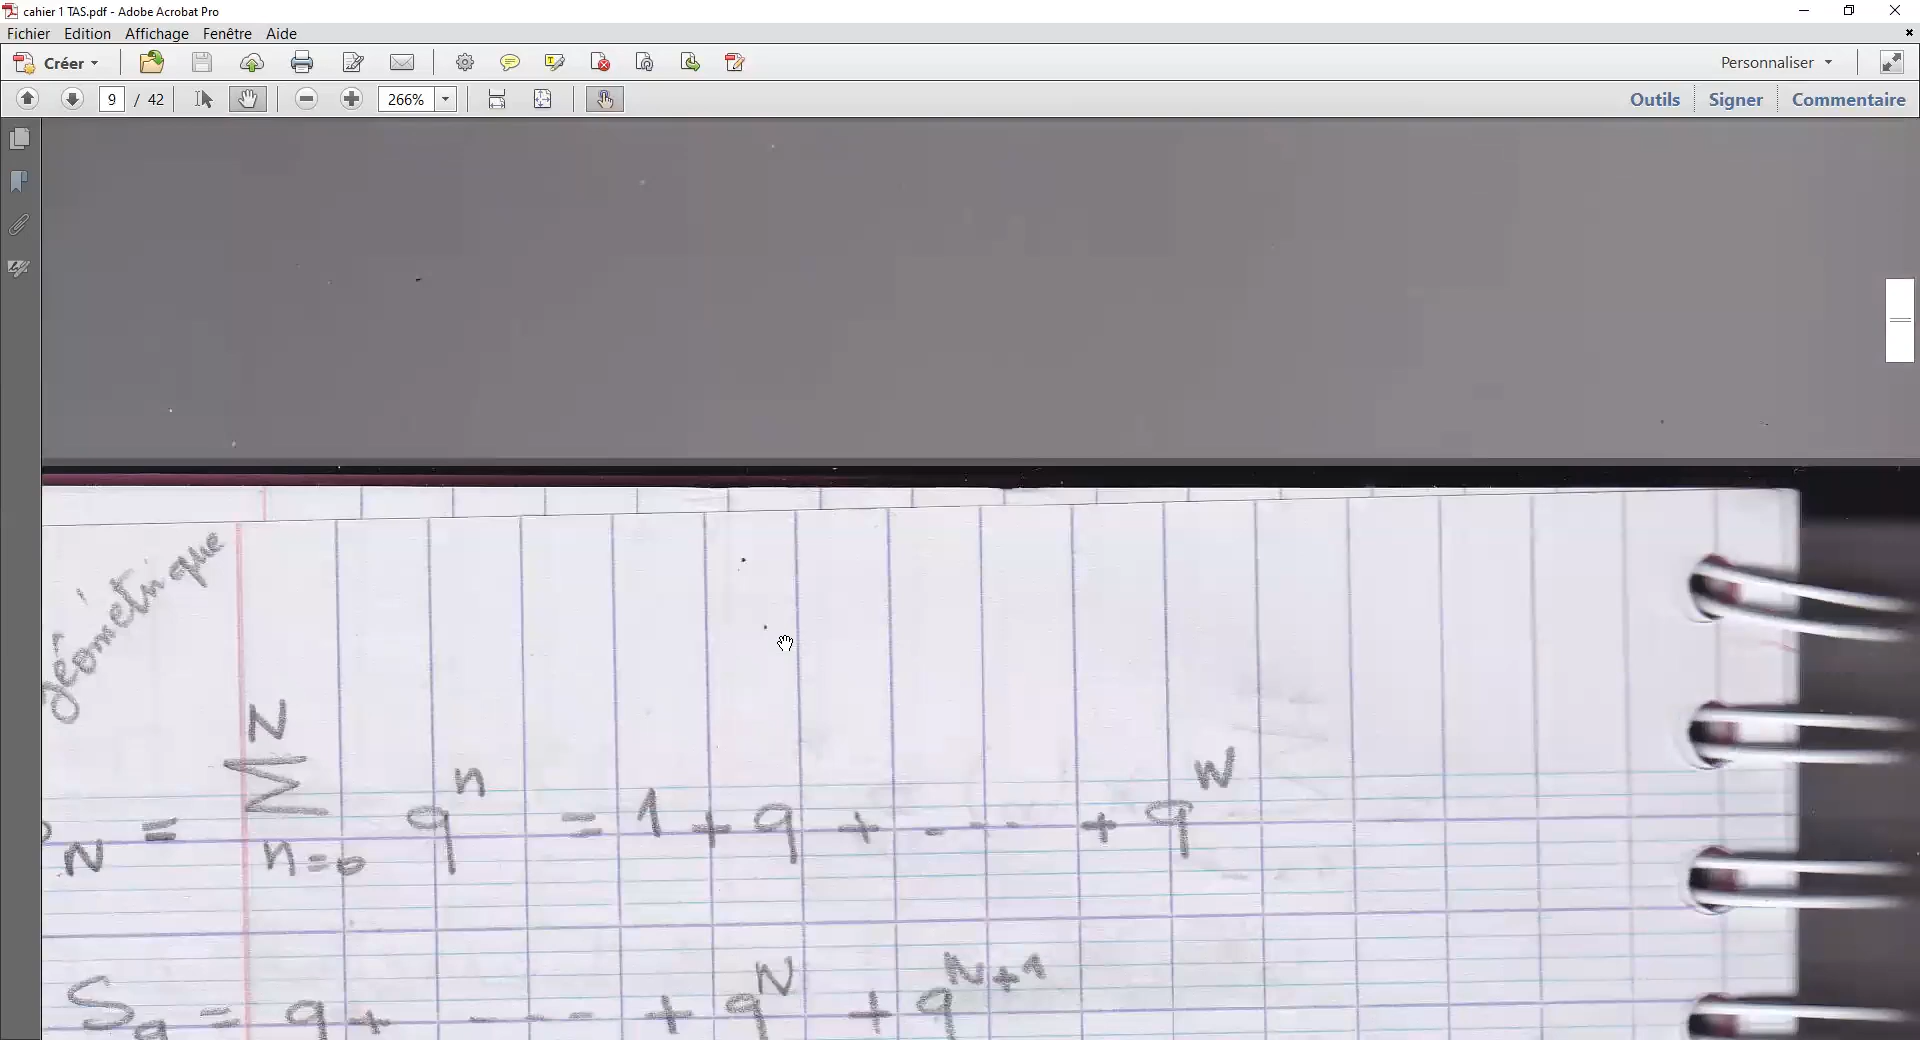 cahier 1 TAS.pdf - Adobe Acrobat Pro
Fichier Edition Affichage Fenêtre Aide
Créer
Personnaliser
9 / 42 266%
Outils Signer Commentaire
géométrique
N = ∑ N n=0 q^n = 1 + q + ---- + q^N
Sq = q + ---- + q^N + q^N+1